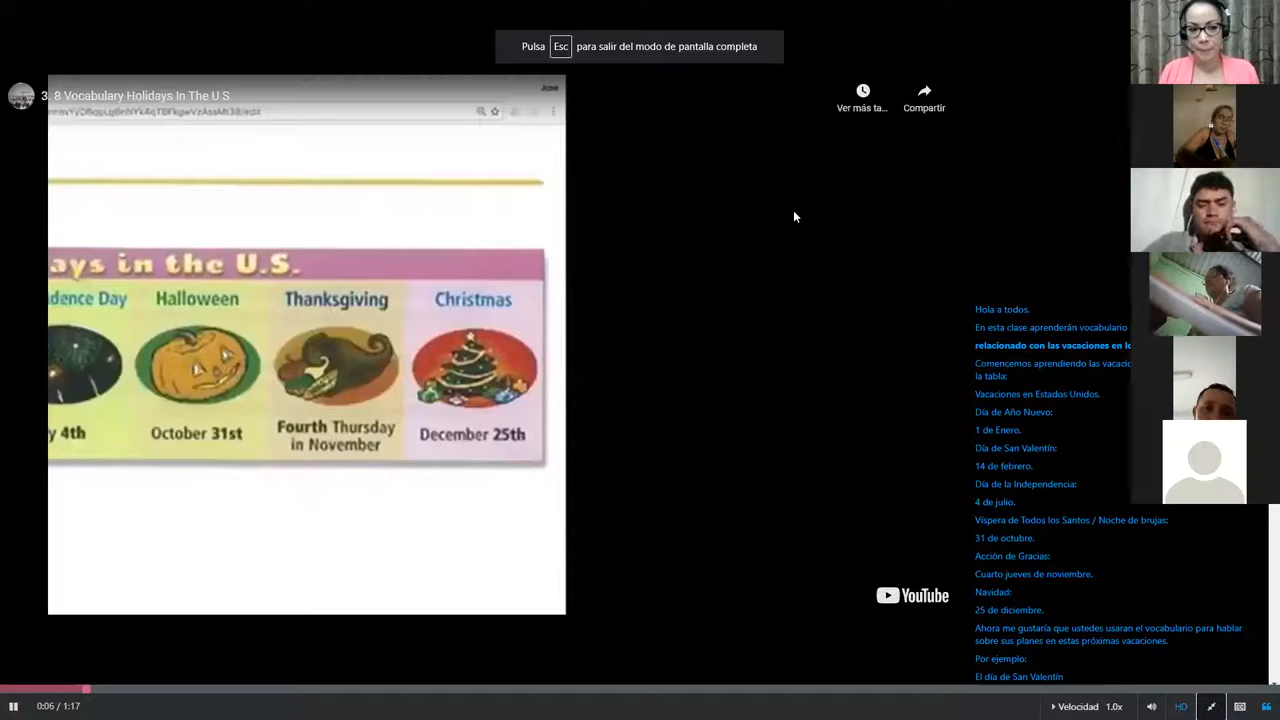 Pulsa Esc para salir del modo de pantalla completa
3. 8 Vocabulary Holidays In The U S
Ver más ta...
Compartir
ays in the U.S.
dence Day Halloween Thanksgiving Christmas
y 4th October 31st Fourth Thursday in November December 25th
Hola a todos.
En esta clase aprenderán vocabulario
relacionado con las vacaciones en lo
Comencemos aprendiendo las vacacio
la tabla:
Vacaciones en Estados Unidos.
Día de Año Nuevo:
1 de Enero.
Día de San Valentín:
14 de febrero.
Día de la Independencia:
4 de julio.
Víspera de Todos los Santos / Noche de brujas:
31 de octubre.
Acción de Gracias:
Cuarto jueves de noviembre.
Navidad:
25 de diciembre.
Ahora me gustaría que ustedes usaran el vocabulario para hablar
sobre sus planes en estas próximas vacaciones.
Por ejemplo:
El día de San Valentín
YouTube
0:06 / 1:17
Velocidad 1.0x
HD